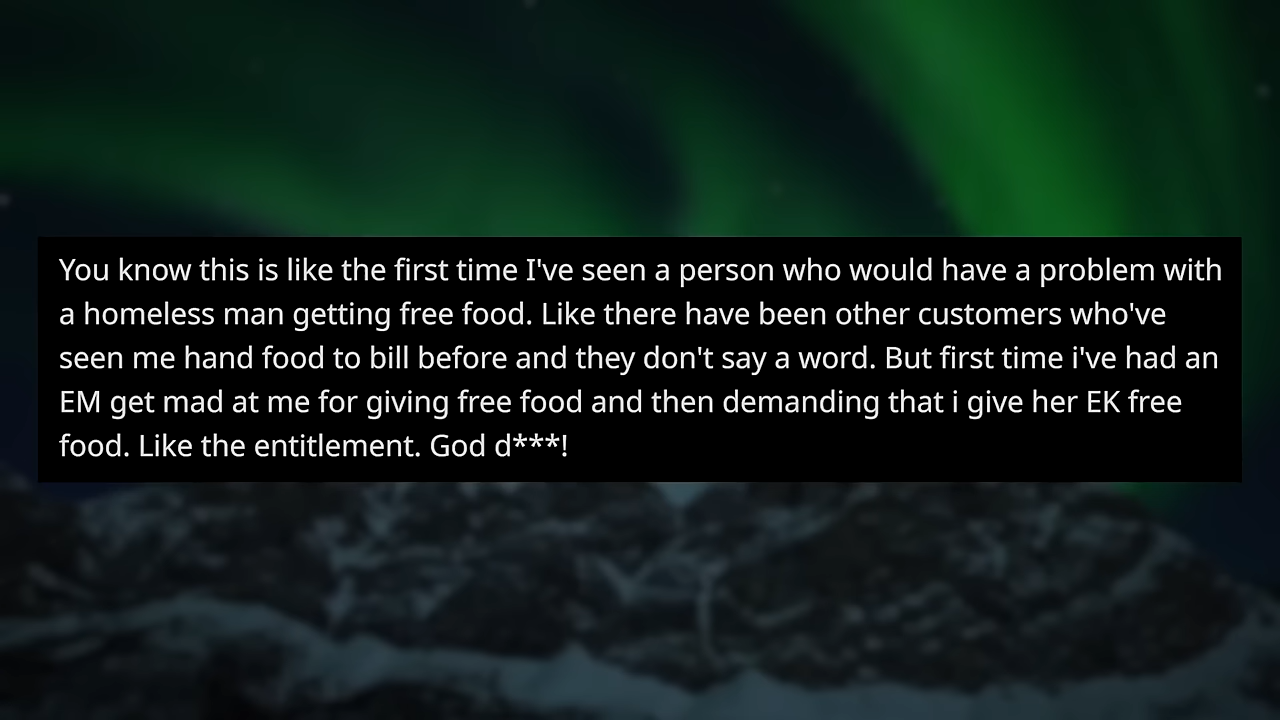 You know this is like the first time I've seen a person who would have a problem with
a homeless man getting free food. Like there have been other customers who've
seen me hand food to bill before and they don't say a word. But first time i've had an
EM get mad at me for giving free food and then demanding that i give her EK free
food. Like the entitlement. God d***!